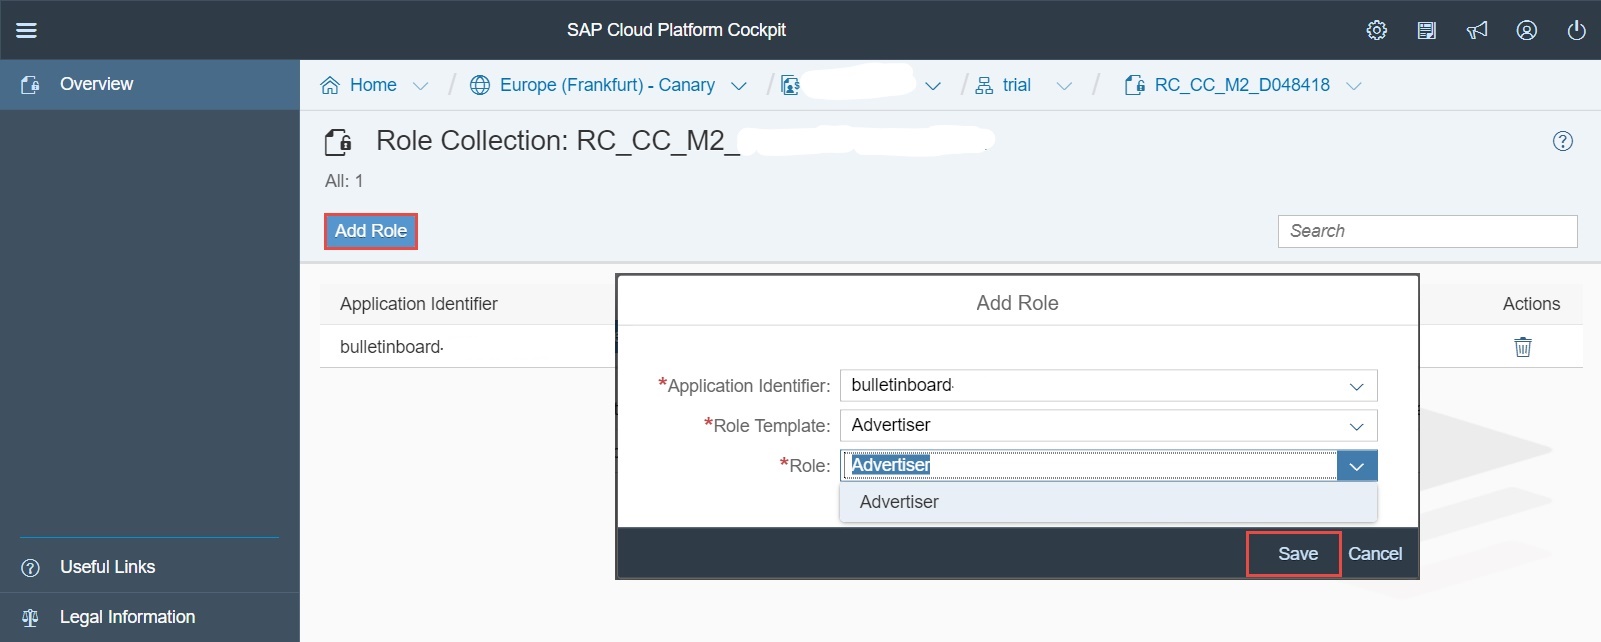 SAP Cloud Platform Cockpit
Overview
Home / Europe (Frankfurt) - Canary / / trial / RC_CC_M2_D048418
Role Collection: RC_CC_M2_
All: 1
Add Role
Search
Application Identifier
Actions
bulletinboard
Add Role
*Application Identifier: bulletinboard
*Role Template: Advertiser
*Role: Advertiser
Advertiser
Save Cancel
Useful Links
Legal Information